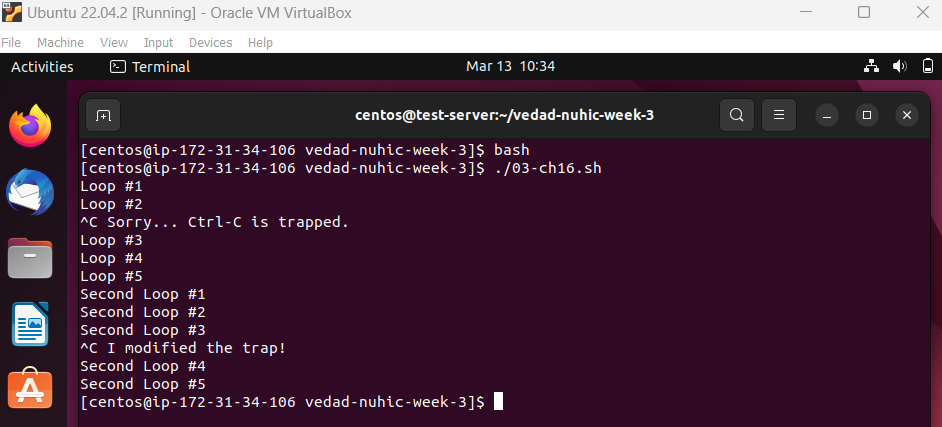 Ubuntu 22.04.2 [Running] - Oracle VM VirtualBox
File Machine View Input Devices Help
Activities Terminal Mar 13 10:34
centos@test-server:~/vedad-nuhic-week-3
[centos@ip-172-31-34-106 vedad-nuhic-week-3]$ bash
[centos@ip-172-31-34-106 vedad-nuhic-week-3]$ ./03-ch16.sh
Loop #1
Loop #2
^C Sorry... Ctrl-C is trapped.
Loop #3
Loop #4
Loop #5
Second Loop #1
Second Loop #2
Second Loop #3
^C I modified the trap!
Second Loop #4
Second Loop #5
[centos@ip-172-31-34-106 vedad-nuhic-week-3]$